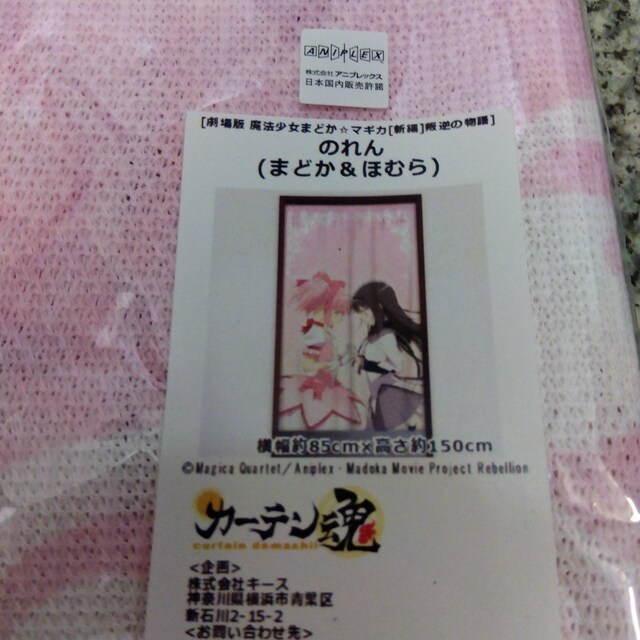 ANIPLEX
株式会社アニプレックス
日本国内販売許諾
[劇場版 魔法少女まどか☆マギカ[新編]叛逆の物語]
のれん
(まどか&ほむら)
横幅約85cm×高さ約150cm
©Magica Quartet/Aniplex・Madoka Movie Project Rebellion
カーテン魂
curtain damashii
<企画>
株式会社キース
神奈川県横浜市青葉区
新石川2-15-2
<お問い合わせ先>